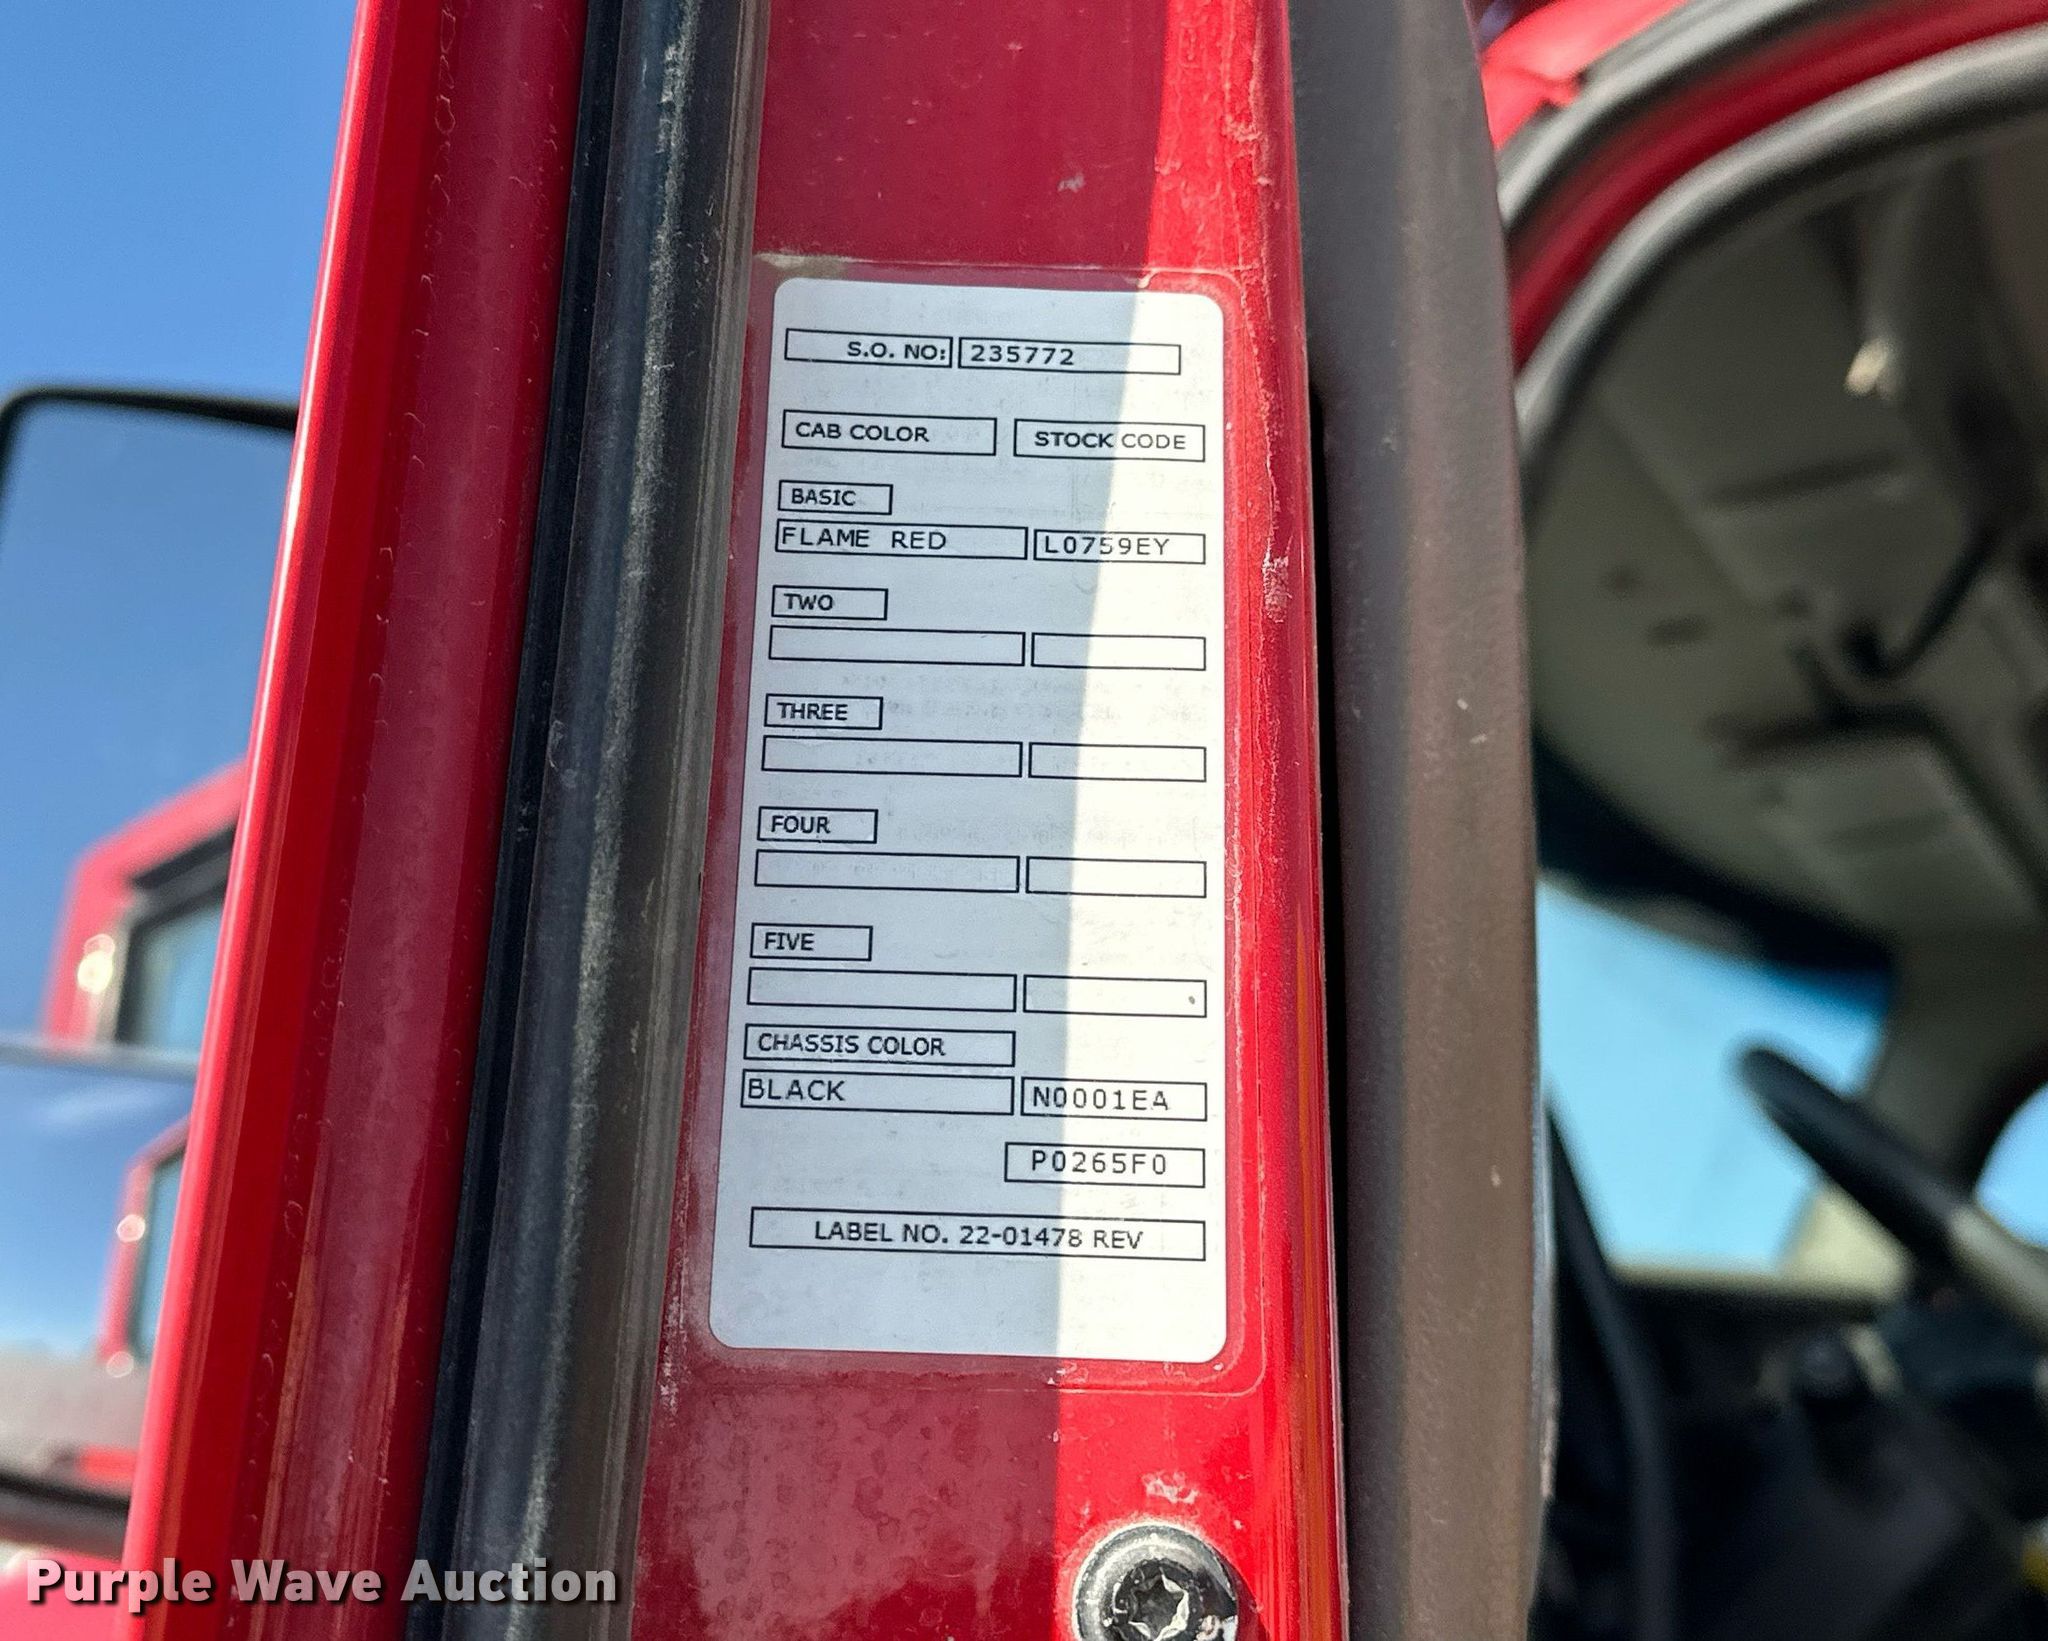 S.O. NO: 235772
CAB COLOR STOCK CODE
BASIC
FLAME RED L0759EY
TWO
THREE
FOUR
FIVE
CHASSIS COLOR
BLACK N0001EA
P0265F0
LABEL NO. 22-01478 REV
Purple Wave Auction